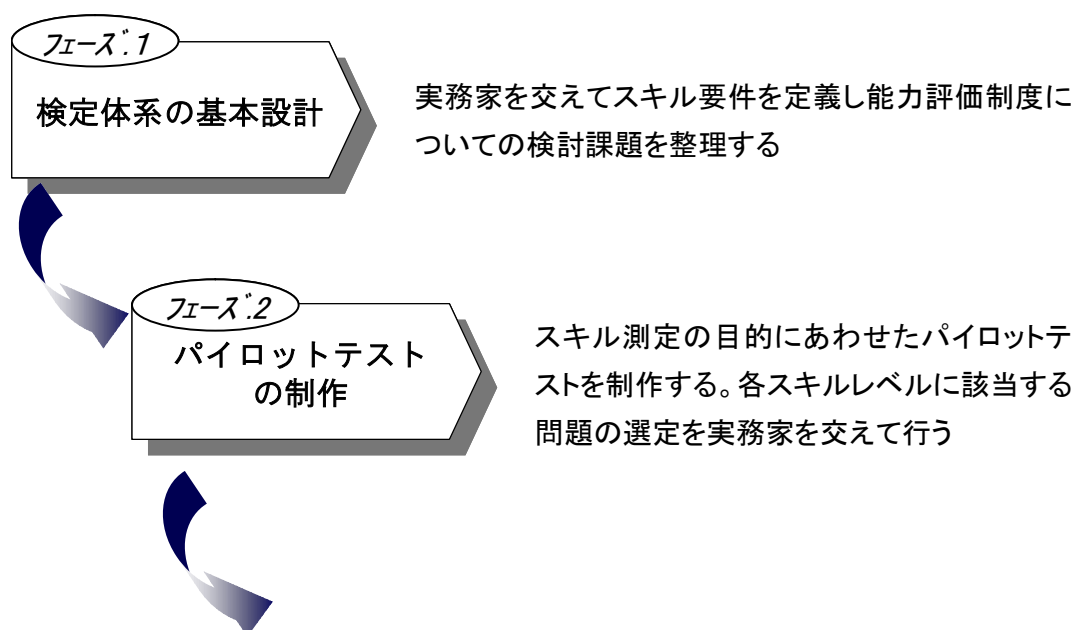 フェーズ.1
検定体系の基本設計
実務家を交えてスキル要件を定義し能力評価制度に
ついての検討課題を整理する
フェーズ.2
パイロットテスト
の制作
スキル測定の目的にあわせたパイロットテ
ストを制作する。各スキルレベルに該当する
問題の選定を実務家を交えて行う